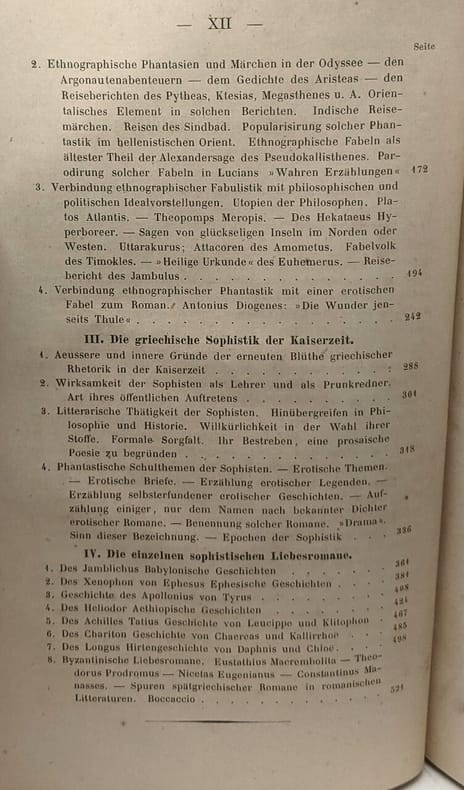 — XII —
Seite
2. Ethnographische Phantasien und Märchen in der Odyssee — den
Argonautenabenteuern — dem Gedichte des Aristeas — den
Reiseberichten des Pytheas, Ktesias, Megasthenes u. A. Orien-
talisches Element in solchen Berichten. Indische Reise-
märchen. Reisen des Sindbad. Popularisirung solcher Phan-
tastik im hellenistischen Orient. Ethnographische Fabeln als
ältester Theil der Alexandersage des Pseudokallisthenes. Par-
odirung solcher Fabeln in Lucians »Wahren Erzählungen« 172
3. Verbindung ethnographischer Fabulistik mit philosophischen und
politischen Idealvorstellungen. Utopien der Philosophen. Pla-
tos Atlantis. — Theopomps Meropis. — Des Hekataeus Hy-
perboreer. — Sagen von glückseligen Inseln im Norden oder
Westen. Uttarakurus; Attacoren des Amometus. Fabelvolk
des Timokles. — »Heilige Urkunde« des Euhemerus. — Reise-
bericht des Jambulus . . . . . . . . . . . . . 194
4. Verbindung ethnographischer Phantastik mit einer erotischen
Fabel zum Roman. Antonius Diogenes: »Die Wunder jen-
seits Thule« . . . . . . . . . . . . . . . . 242
III. Die griechische Sophistik der Kaiserzeit.
1. Aeussere und innere Gründe der erneuten Blüthe griechischer
Rhetorik in der Kaiserzeit . . . . . . . . . . . 288
2. Wirksamkeit der Sophisten als Lehrer und als Prunkredner.
Art ihres öffentlichen Auftretens . . . . . . . . . 301
3. Litterarische Thätigkeit der Sophisten. Hinübergreifen in Phi-
losophie und Historie. Willkürlichkeit in der Wahl ihrer
Stoffe. Formale Sorgfalt. Ihr Bestreben, eine prosaische
Poesie zu begründen . . . . . . . . . . . . . 318
4. Phantastische Schulthemen der Sophisten. — Erotische Themen.
— Erotische Briefe. — Erzählung erotischer Legenden. —
Erzählung selbsterfundener erotischer Geschichten. — Auf-
zählung einiger, nur dem Namen nach bekannter Dichter
erotischer Romane. — Benennung solcher Romane. »Drama«.
Sinn dieser Bezeichnung. — Epochen der Sophistik . . . 336
IV. Die einzelnen sophistischen Liebesromane.
1. Des Jamblichus Babylonische Geschichten . . . . . 361
2. Des Xenophon von Ephesus Ephesische Geschichten . . . 381
3. Geschichte des Apollonius von Tyrus . . . . . . . 408
4. Des Heliodor Aethiopische Geschichten . . . . . . 424
5. Des Achilles Tatius Geschichte von Leucippe und Klitophon . 467
6. Des Chariton Geschichte von Chaereas und Kallirrhoe . . . 485
7. Des Longus Hirtengeschichte von Daphnis und Chloe. . . . 498
8. Byzantinische Liebesromane. Eustathius Macrembolita — Theo-
dorus Prodromus — Nicetas Eugenianus — Constantinus Ma-
nasses. — Spuren spätgriechischer Romane in romanischen
Litteraturen. Boccaccio . . . . . . . . . . . . 521